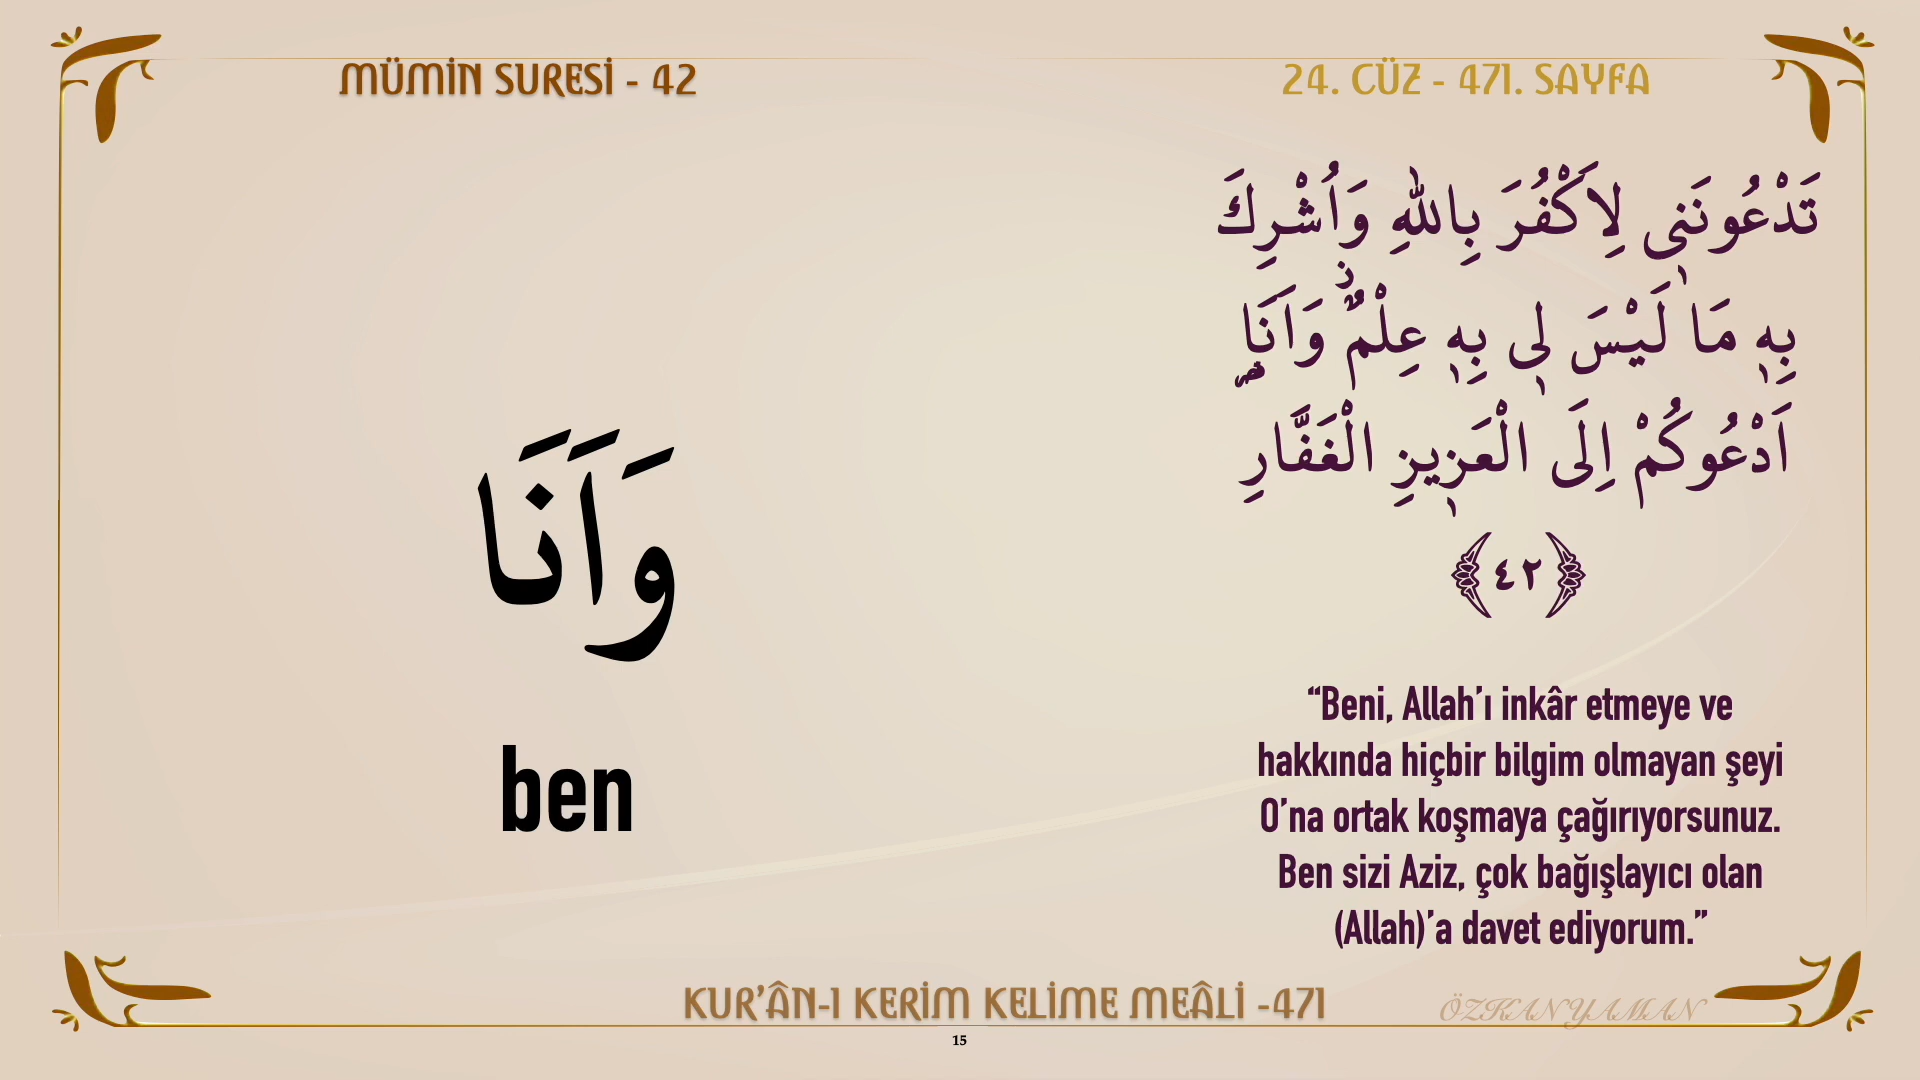 MÜMİN SURESİ - 42
24. CÜZ - 471. SAYFA
تَدْعُونَنٖى لِاَكْفُرَ بِاللّٰهِ وَاُشْرِكَ
بِهٖ مَا لَيْسَ لٖى بِهٖ عِلْمٌؗ وَاَنَا۬
اَدْعُوكُمْ اِلَى الْعَزٖيزِ الْغَفَّارِ
﴿٤٢﴾
وَاَنَا
ben
“Beni, Allah’ı inkâr etmeye ve
hakkında hiçbir bilgim olmayan şeyi
O’na ortak koşmaya çağırıyorsunuz.
Ben sizi Aziz, çok bağışlayıcı olan
(Allah)’a davet ediyorum.”
KUR’ÂN-I KERİM KELİME MEÂLİ -471
ÖZKAN YAMAN
15